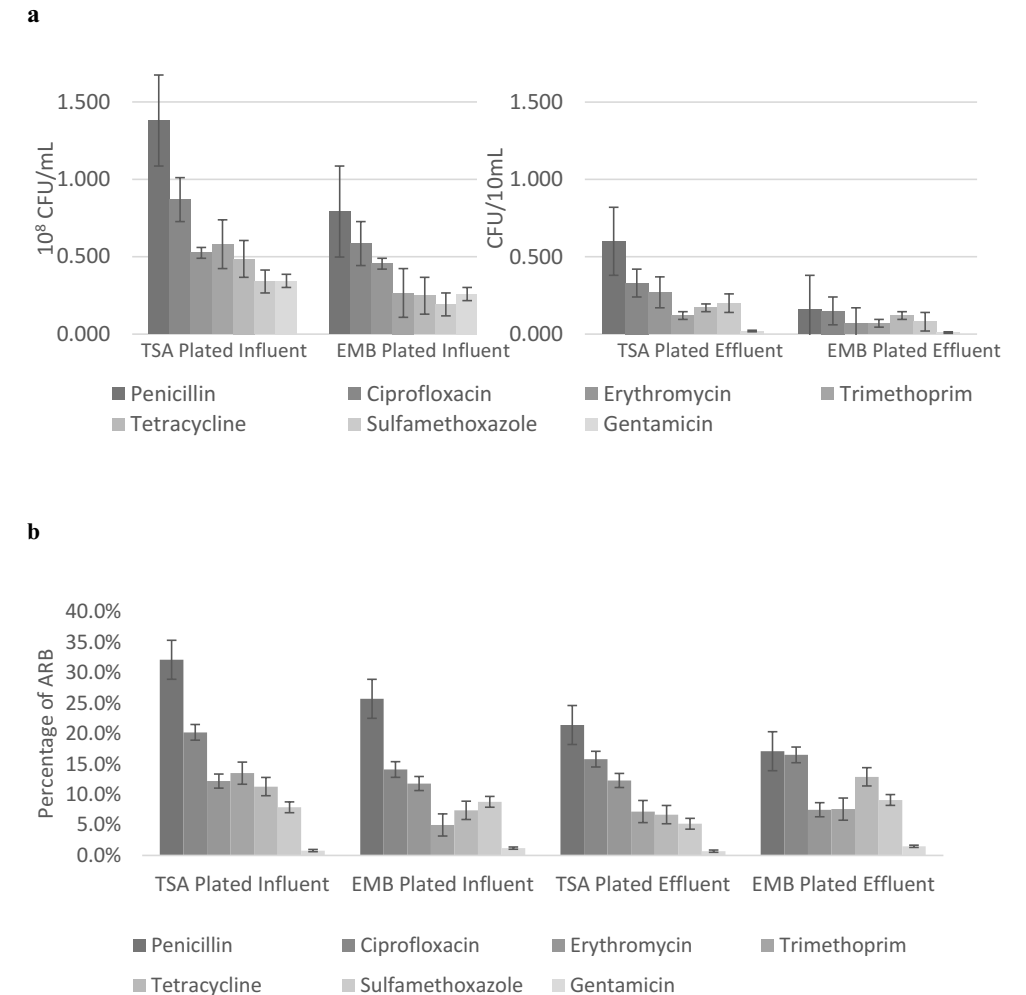 a
1.500
1.000
0.500
0.000
10⁸ CFU/mL
TSA Plated Influent
EMB Plated Influent
1.500
1.000
0.500
0.000
CFU/10mL
TSA Plated Effluent
EMB Plated Effluent
Penicillin
Ciprofloxacin
Erythromycin
Trimethoprim
Tetracycline
Sulfamethoxazole
Gentamicin
b
40.0%
35.0%
30.0%
25.0%
20.0%
15.0%
10.0%
5.0%
0.0%
Percentage of ARB
TSA Plated Influent
EMB Plated Influent
TSA Plated Effluent
EMB Plated Effluent
Penicillin
Ciprofloxacin
Erythromycin
Trimethoprim
Tetracycline
Sulfamethoxazole
Gentamicin